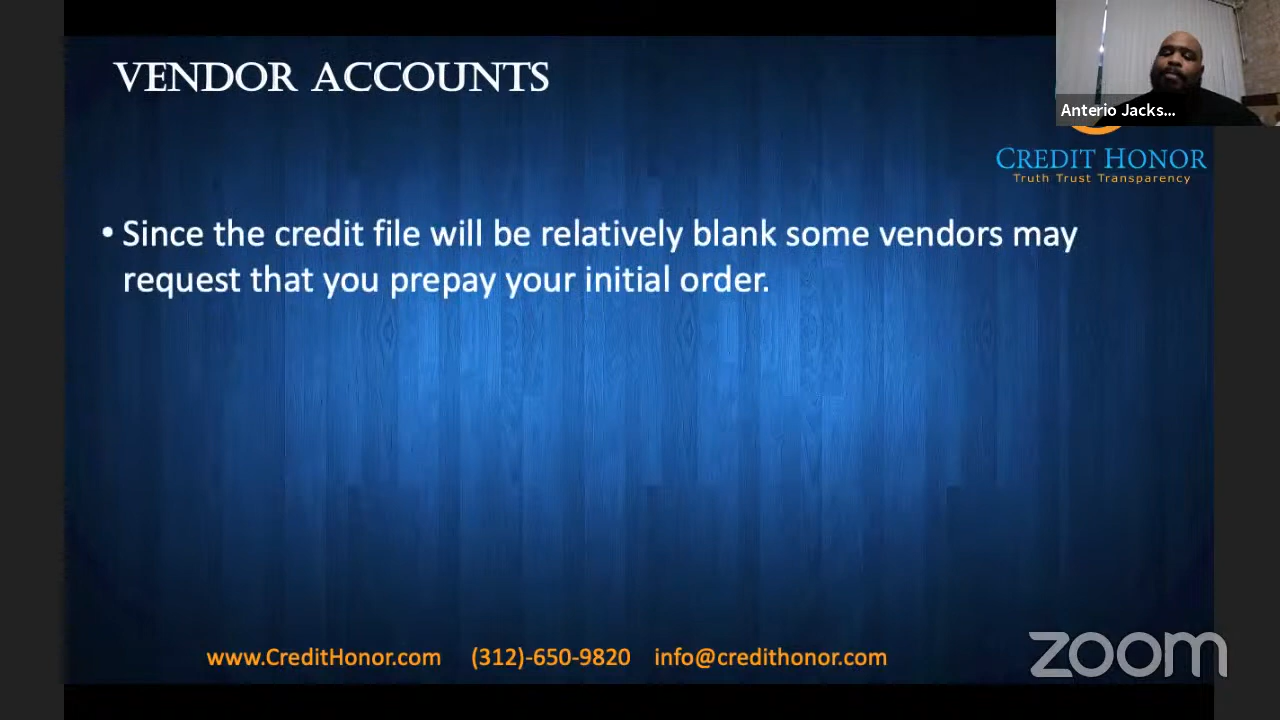 VENDOR ACCOUNTS
Anterio Jacks...
CREDIT HONOR
Truth Trust Transparency
• Since the credit file will be relatively blank some vendors may
request that you prepay your initial order.
www.CreditHonor.com (312)-650-9820 info@credithonor.com
zoom